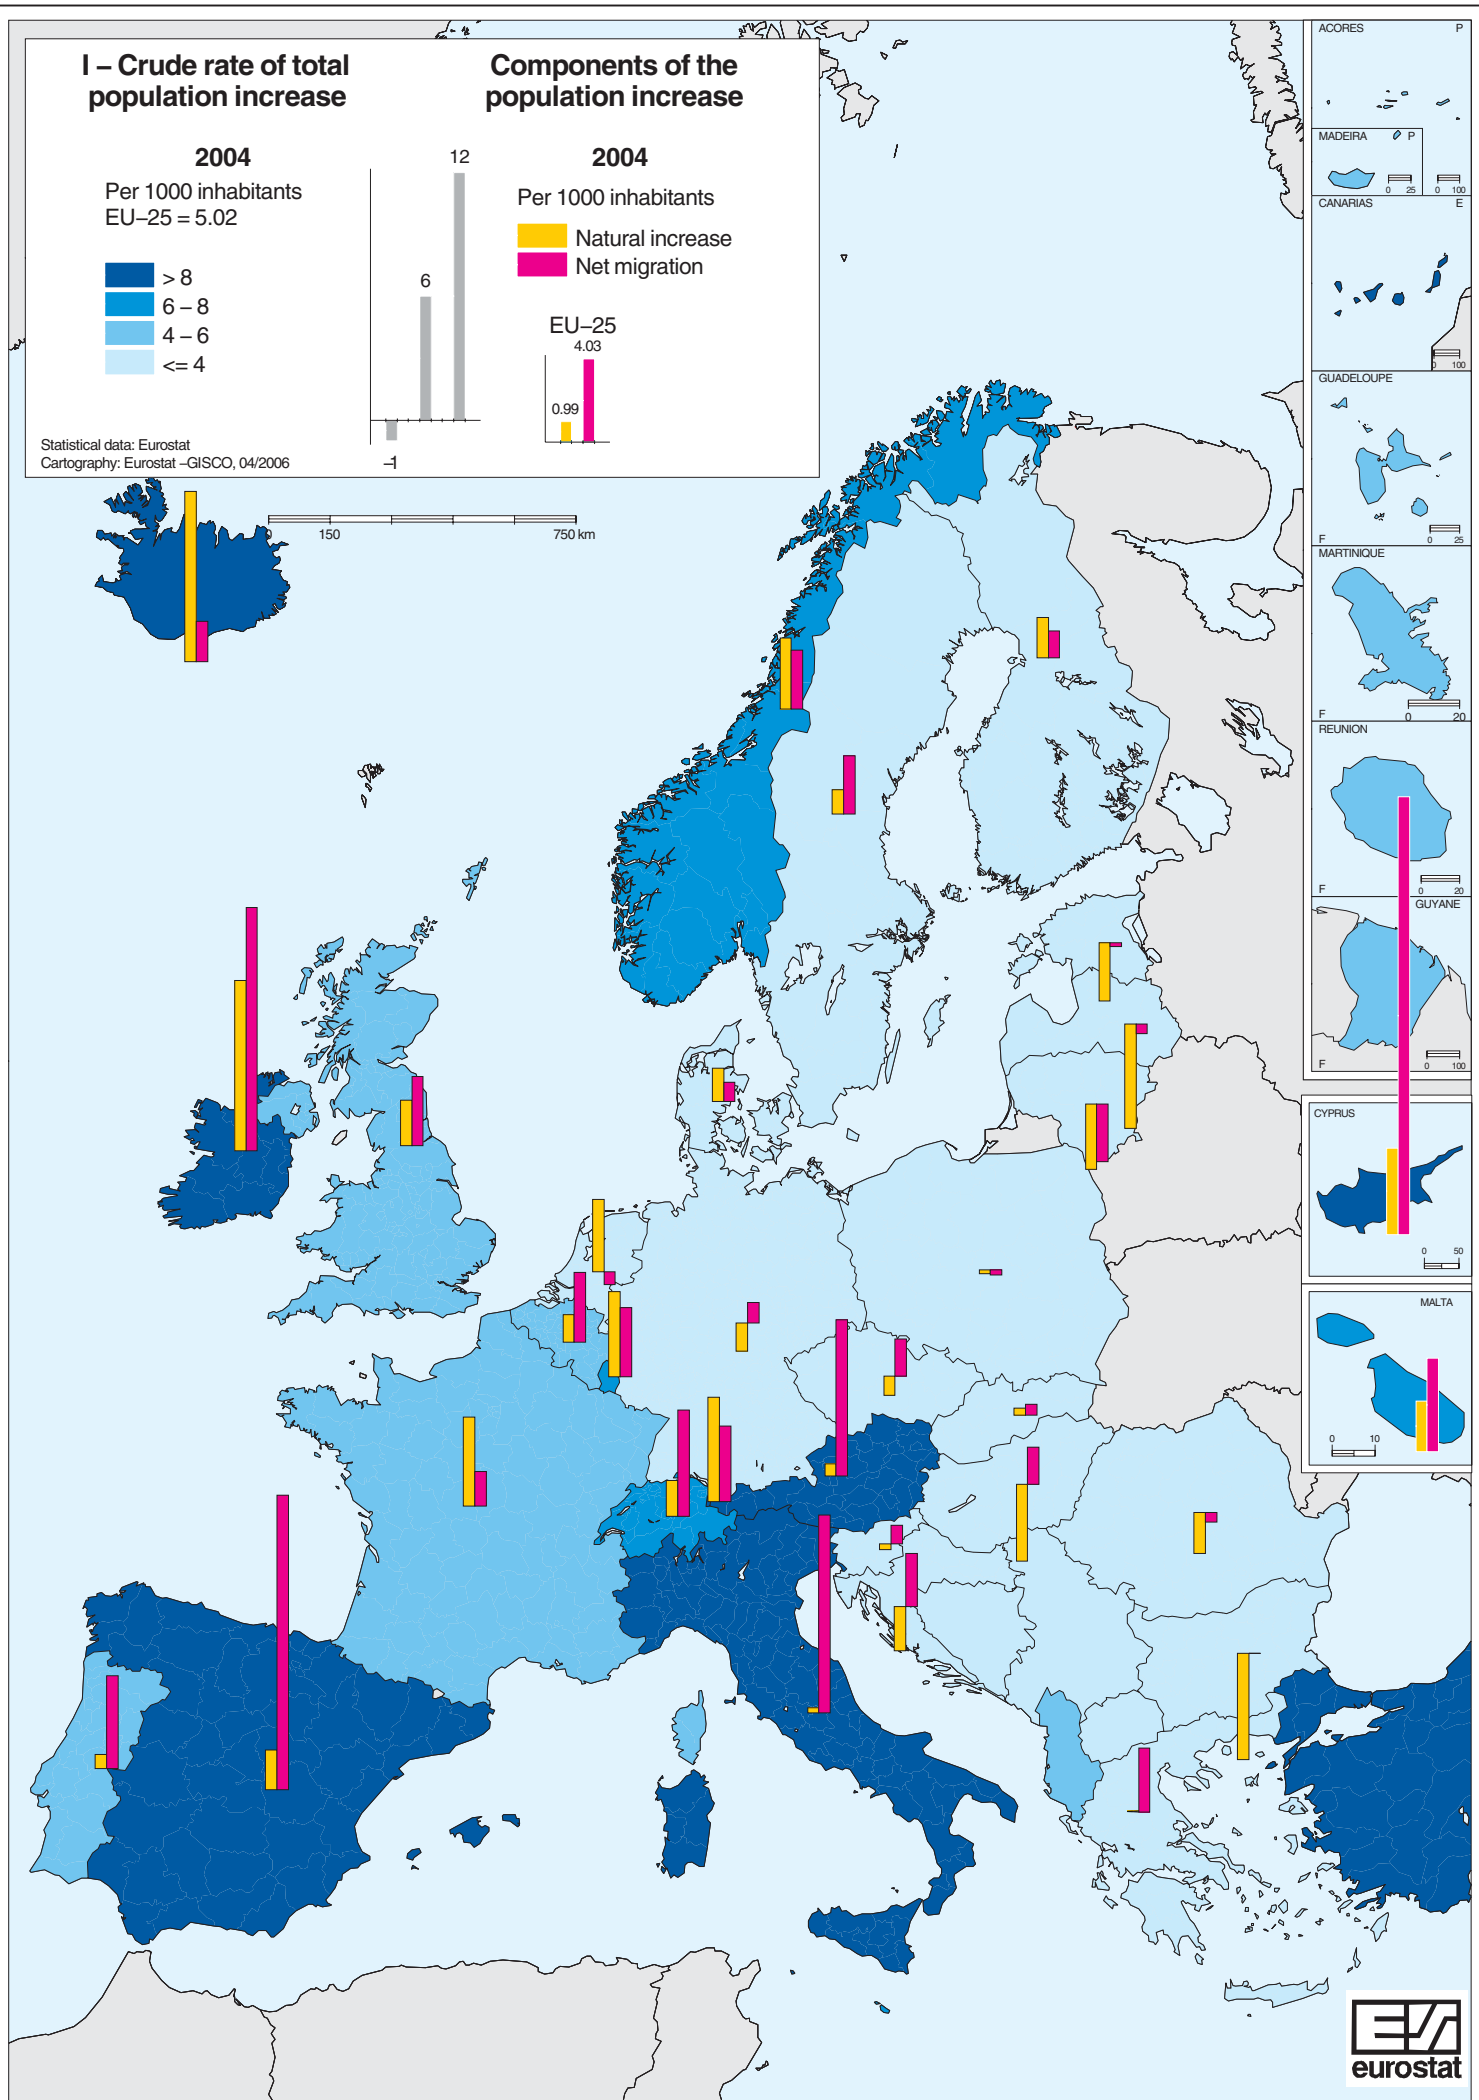 I – Crude rate of total
population increase
2004
Per 1000 inhabitants
EU–25 = 5.02
> 8
6 – 8
4 – 6
<= 4
Statistical data: Eurostat
Cartography: Eurostat –GISCO, 04/2006
12
6
–1
Components of the
population increase
2004
Per 1000 inhabitants
Natural increase
Net migration
EU–25
4.03
0.99
0 150 750 km
ACORES P
MADEIRA P
0 25
0 100
CANARIAS E
0 100
GUADELOUPE
F 0 25
MARTINIQUE
F 0 20
REUNION
F 0 20
GUYANE
F 0 100
CYPRUS
0 50
MALTA
0 10
eurostat